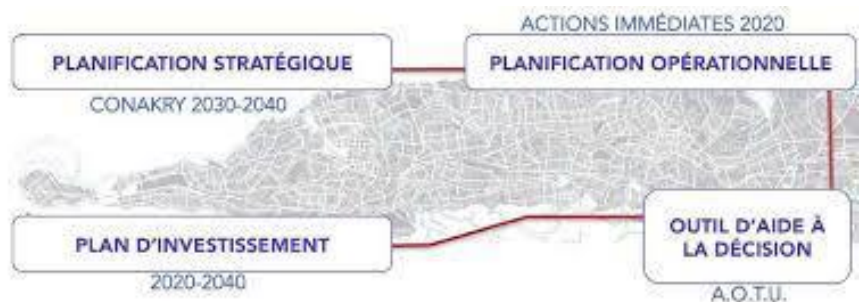 ACTIONS IMMÉDIATES 2020
PLANIFICATION STRATÉGIQUE
PLANIFICATION OPÉRATIONNELLE
CONAKRY 2030-2040
PLAN D'INVESTISSEMENT
2020-2040
OUTIL D'AIDE À
LA DÉCISION
A.O.T.U.